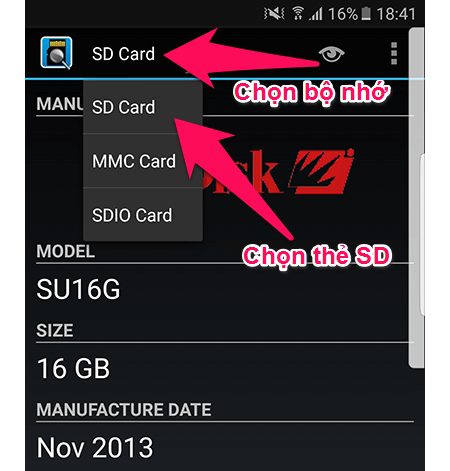 16% 18:41
SD Card
Chọn bộ nhớ
MANU
SD Card
MMC Card
isk
SDIO Card
Chọn thẻ SD
MODEL
SU16G
SIZE
16 GB
MANUFACTURE DATE
Nov 2013